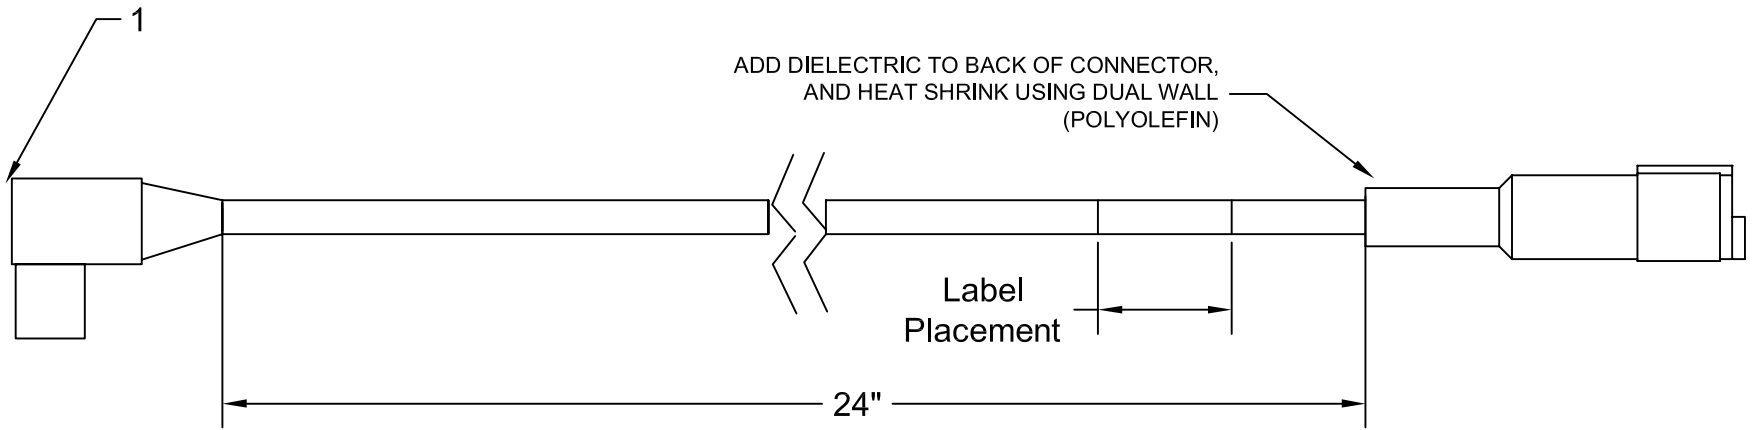 1
ADD DIELECTRIC TO BACK OF CONNECTOR,
AND HEAT SHRINK USING DUAL WALL
(POLYOLEFIN)
Label
Placement
24"